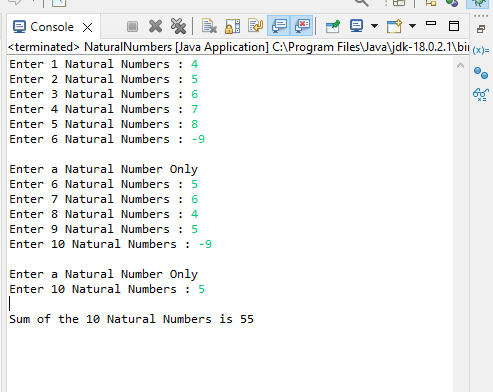 Console
<terminated> NaturalNumbers [Java Application] C:\Program Files\Java\jdk-18.0.2.1\bi
(x)=
Enter 1 Natural Numbers : 4
Enter 2 Natural Numbers : 5
Enter 3 Natural Numbers : 6
Enter 4 Natural Numbers : 7
Enter 5 Natural Numbers : 8
Enter 6 Natural Numbers : -9
Enter a Natural Number Only
Enter 6 Natural Numbers : 5
Enter 7 Natural Numbers : 6
Enter 8 Natural Numbers : 4
Enter 9 Natural Numbers : 5
Enter 10 Natural Numbers : -9
Enter a Natural Number Only
Enter 10 Natural Numbers : 5
Sum of the 10 Natural Numbers is 55